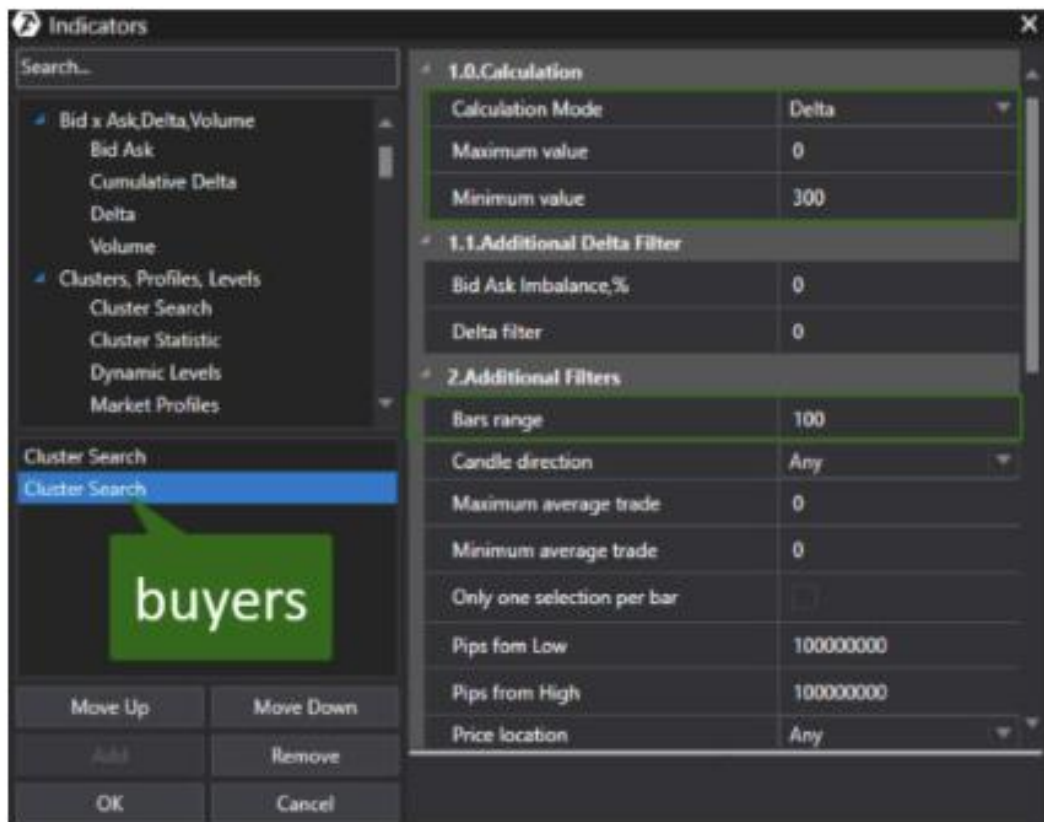 Indicators
Search...
Bid x Ask,Delta,Volume
Bid Ask
Cumulative Delta
Delta
Volume
Clusters, Profiles, Levels
Cluster Search
Cluster Statistic
Dynamic Levels
Market Profiles
Cluster Search
Cluster Search
buyers
Move Up Move Down
Add Remove
OK Cancel
1.0.Calculation
Calculation Mode Delta
Maximum value 0
Minimum value 300
1.1.Additional Delta Filter
Bid Ask Imbalance,% 0
Delta filter 0
2.Additional Filters
Bars range 100
Candle direction Any
Maximum average trade 0
Minimum average trade 0
Only one selection per bar
Pips fom Low 100000000
Pips from High 100000000
Price location Any